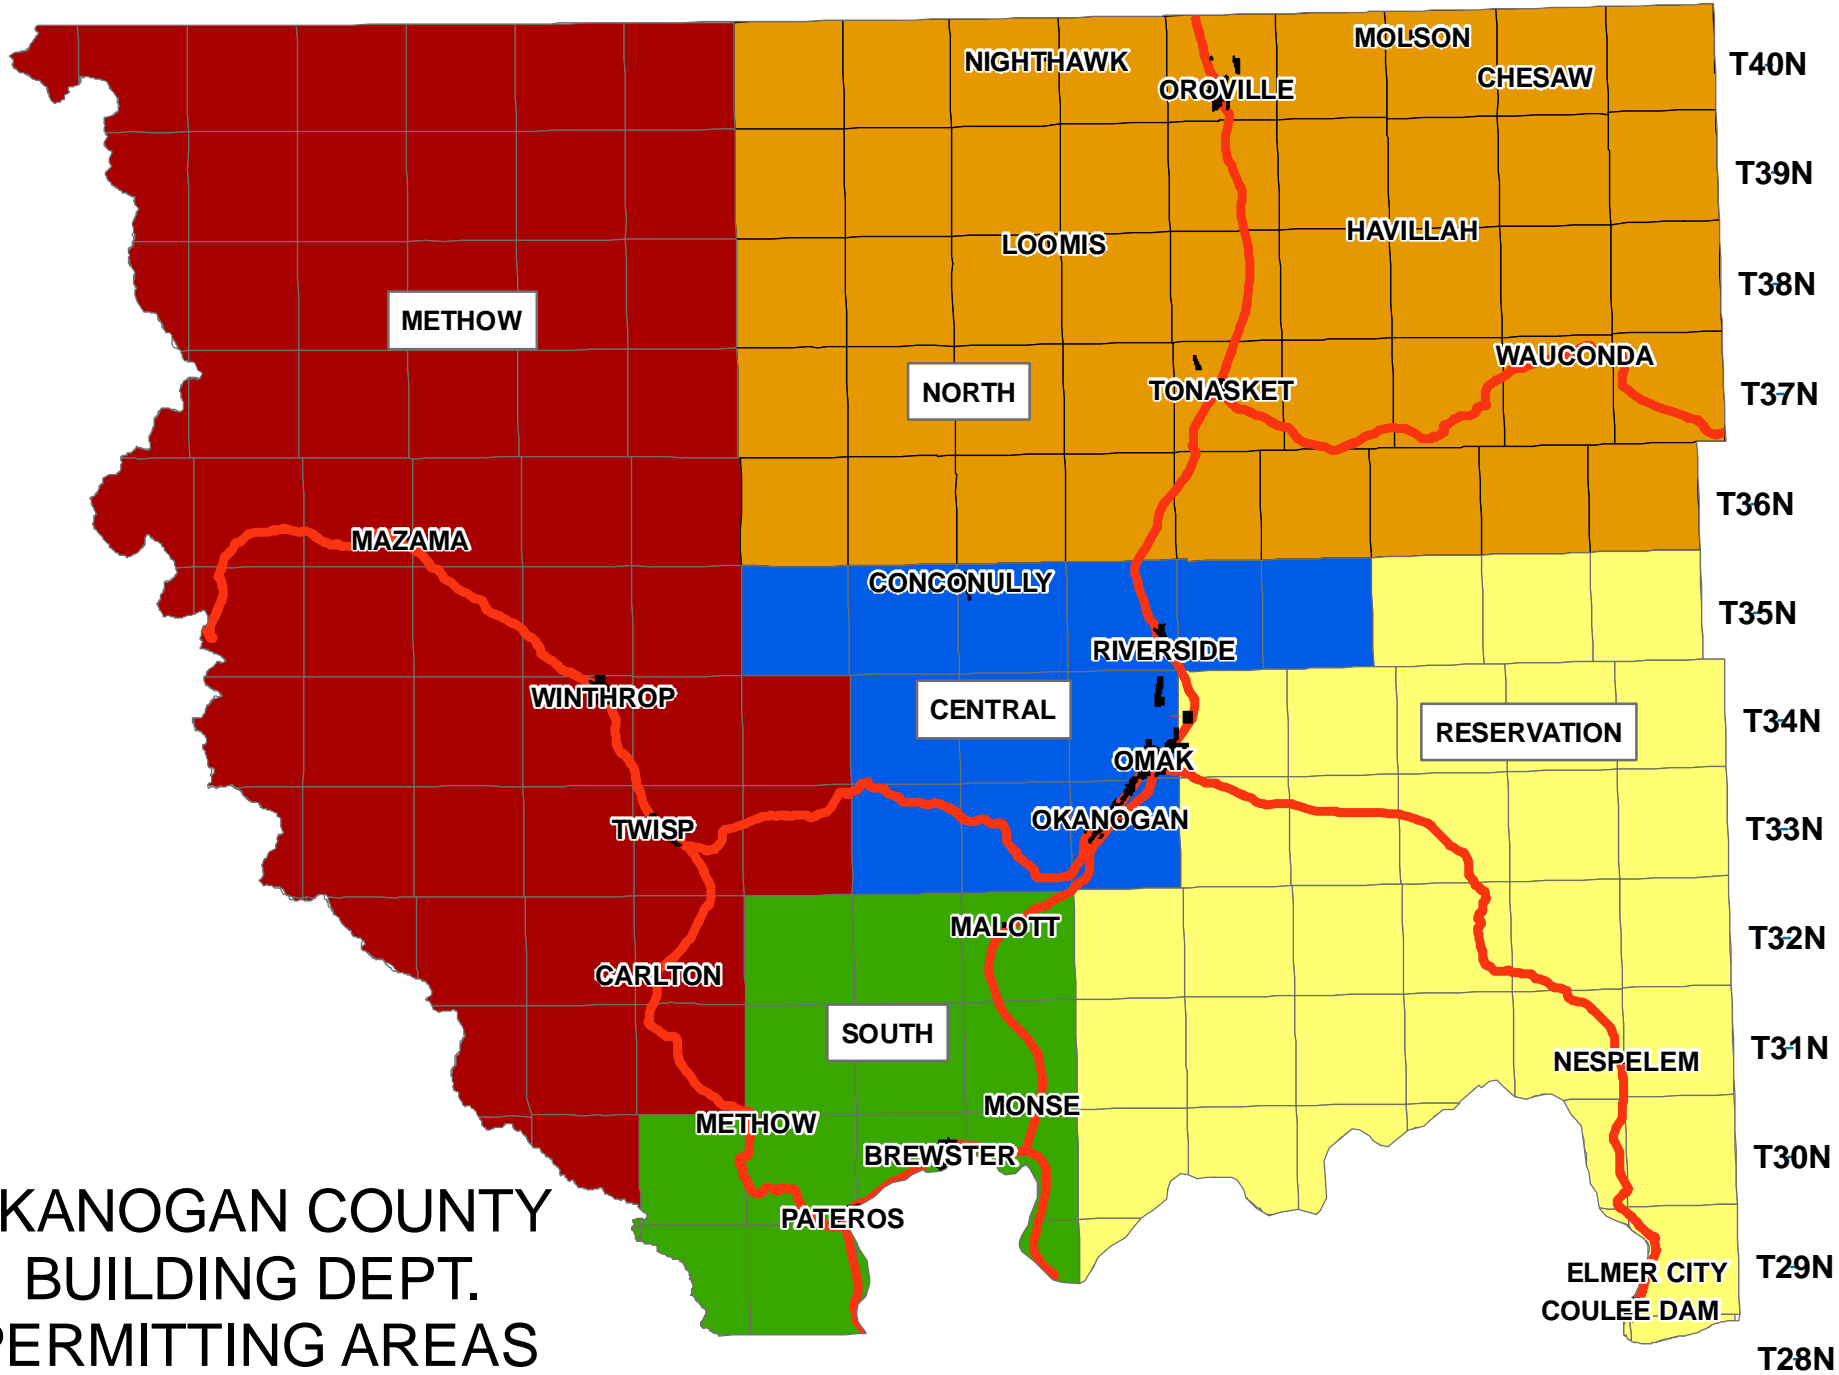 MOLSON
NIGHTHAWK
T40N
CHESAW
OROVILLE
T39N
HAVILLAH
LOOMIS
T38N
METHOW
WAUCONDA
TONASKET
NORTH
T37N
T36N
MAZAMA
CONCONULLY
T35N
RIVERSIDE
WINTHROP
CENTRAL
T34N
RESERVATION
OMAK
OKANOGAN
TWISP
T33N
MALOTT
T32N
CARLTON
SOUTH
T31N
NESPELEM
MONSE
METHOW
BREWSTER
T30N
PATEROS
KANOGAN COUNTY
BUILDING DEPT.
PERMITTING AREAS
ELMER CITY
T29N
COULEE DAM
T28N